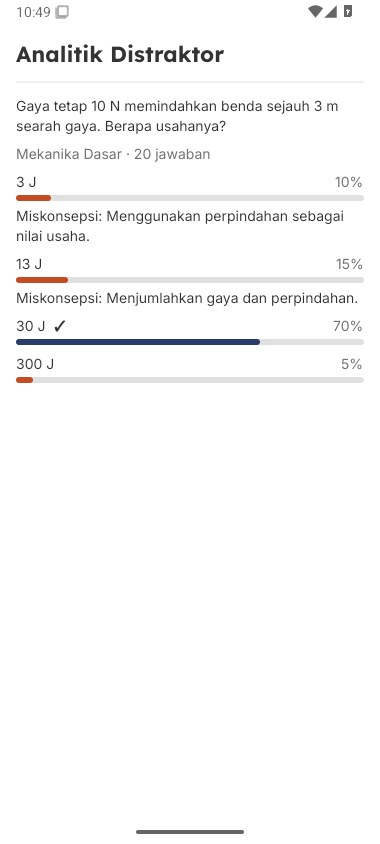 10:49
Analitik Distraktor
Gaya tetap 10 N memindahkan benda sejauh 3 m
searah gaya. Berapa usahanya?
Mekanika Dasar · 20 jawaban
3 J 10%
Miskonsepsi: Menggunakan perpindahan sebagai
nilai usaha.
13 J 15%
Miskonsepsi: Menjumlahkan gaya dan perpindahan.
30 J ✓ 70%
300 J 5%